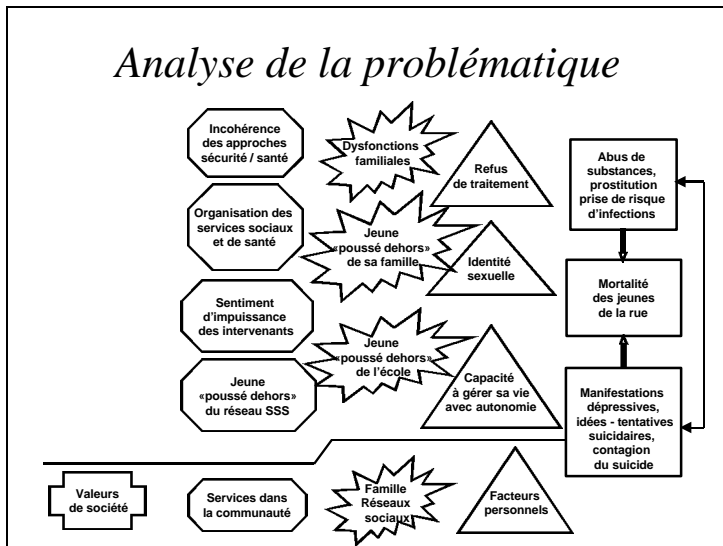 Analyse de la problématique
Incohérence
des approches
sécurité / santé
Organisation des
services sociaux
et de santé
Sentiment
d'impuissance
des intervenants
Jeune
«poussé dehors»
du réseau SSS
Dysfonctions
familiales
Jeune
«poussé dehors»
de sa famille
Jeune
«poussé dehors»
de l'école
Refus
de traitement
Identité
sexuelle
Capacité
à gérer sa vie
avec autonomie
Abus de
substances,
prostitution
prise de risque
d'infections
Mortalité
des jeunes
de la rue
Manifestations
dépressives,
idées - tentatives
suicidaires,
contagion
du suicide
Valeurs
de société
Services dans
la communauté
Famille
Réseaux
sociaux
Facteurs
personnels